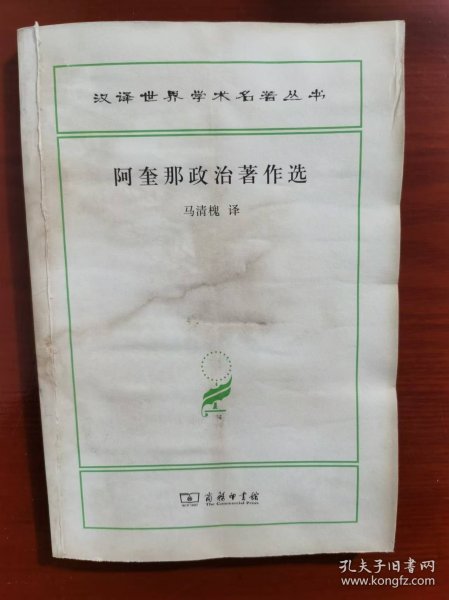 汉译世界学术名著丛书
阿奎那政治著作选
马清槐 译
商务印书馆
The Commercial Press
孔夫子旧书网
www.kongfz.com